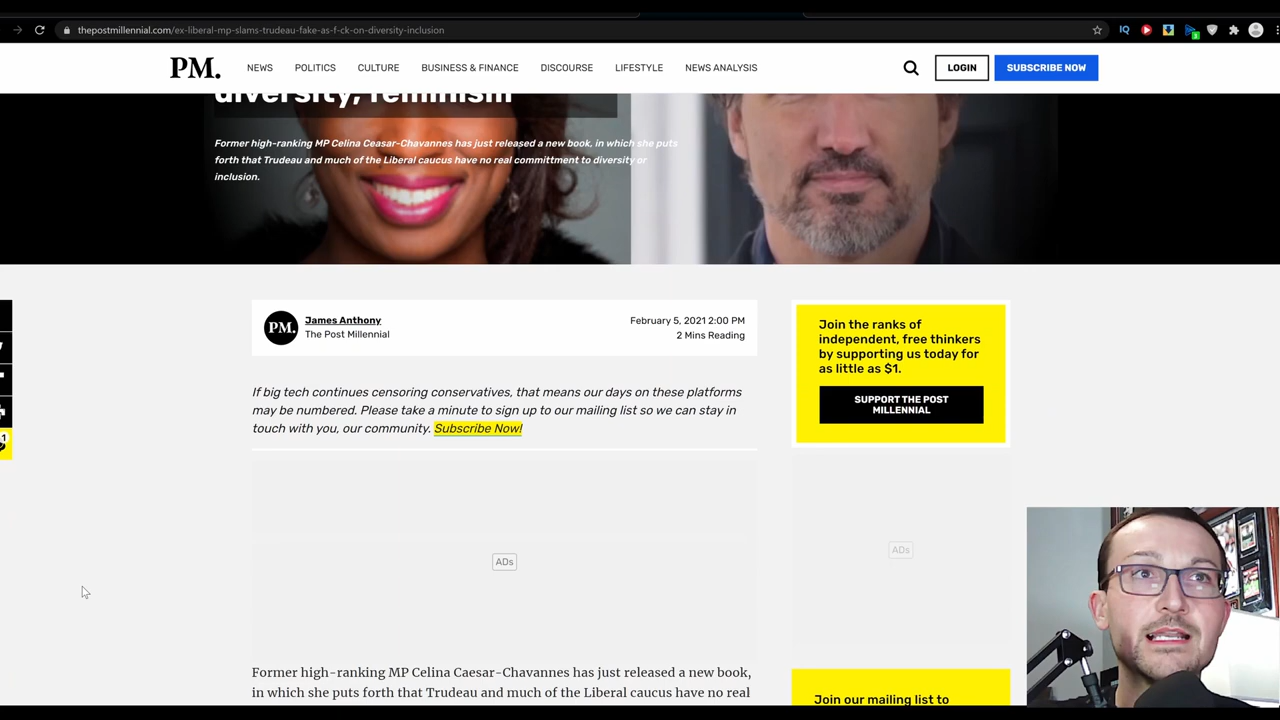 thepostmillennial.com/ex-liberal-mp-slams-trudeau-fake-as-f-ck-on-diversity-inclusion
IQ
3
PM.
NEWS
POLITICS
CULTURE
BUSINESS & FINANCE
DISCOURSE
LIFESTYLE
NEWS ANALYSIS
LOGIN
SUBSCRIBE NOW
diversity, feminism
Former high-ranking MP Celina Ceasar-Chavannes has just released a new book, in which she puts
forth that Trudeau and much of the Liberal caucus have no real committment to diversity or
inclusion.
PM.
James Anthony
The Post Millennial
February 5, 2021 2:00 PM
2 Mins Reading
If big tech continues censoring conservatives, that means our days on these platforms
may be numbered. Please take a minute to sign up to our mailing list so we can stay in
touch with you, our community. Subscribe Now!
ADs
Former high-ranking MP Celina Caesar-Chavannes has just released a new book,
in which she puts forth that Trudeau and much of the Liberal caucus have no real
Join the ranks of
independent, free thinkers
by supporting us today for
as little as $1.
SUPPORT THE POST
MILLENNIAL
ADs
Join our mailing list to
1